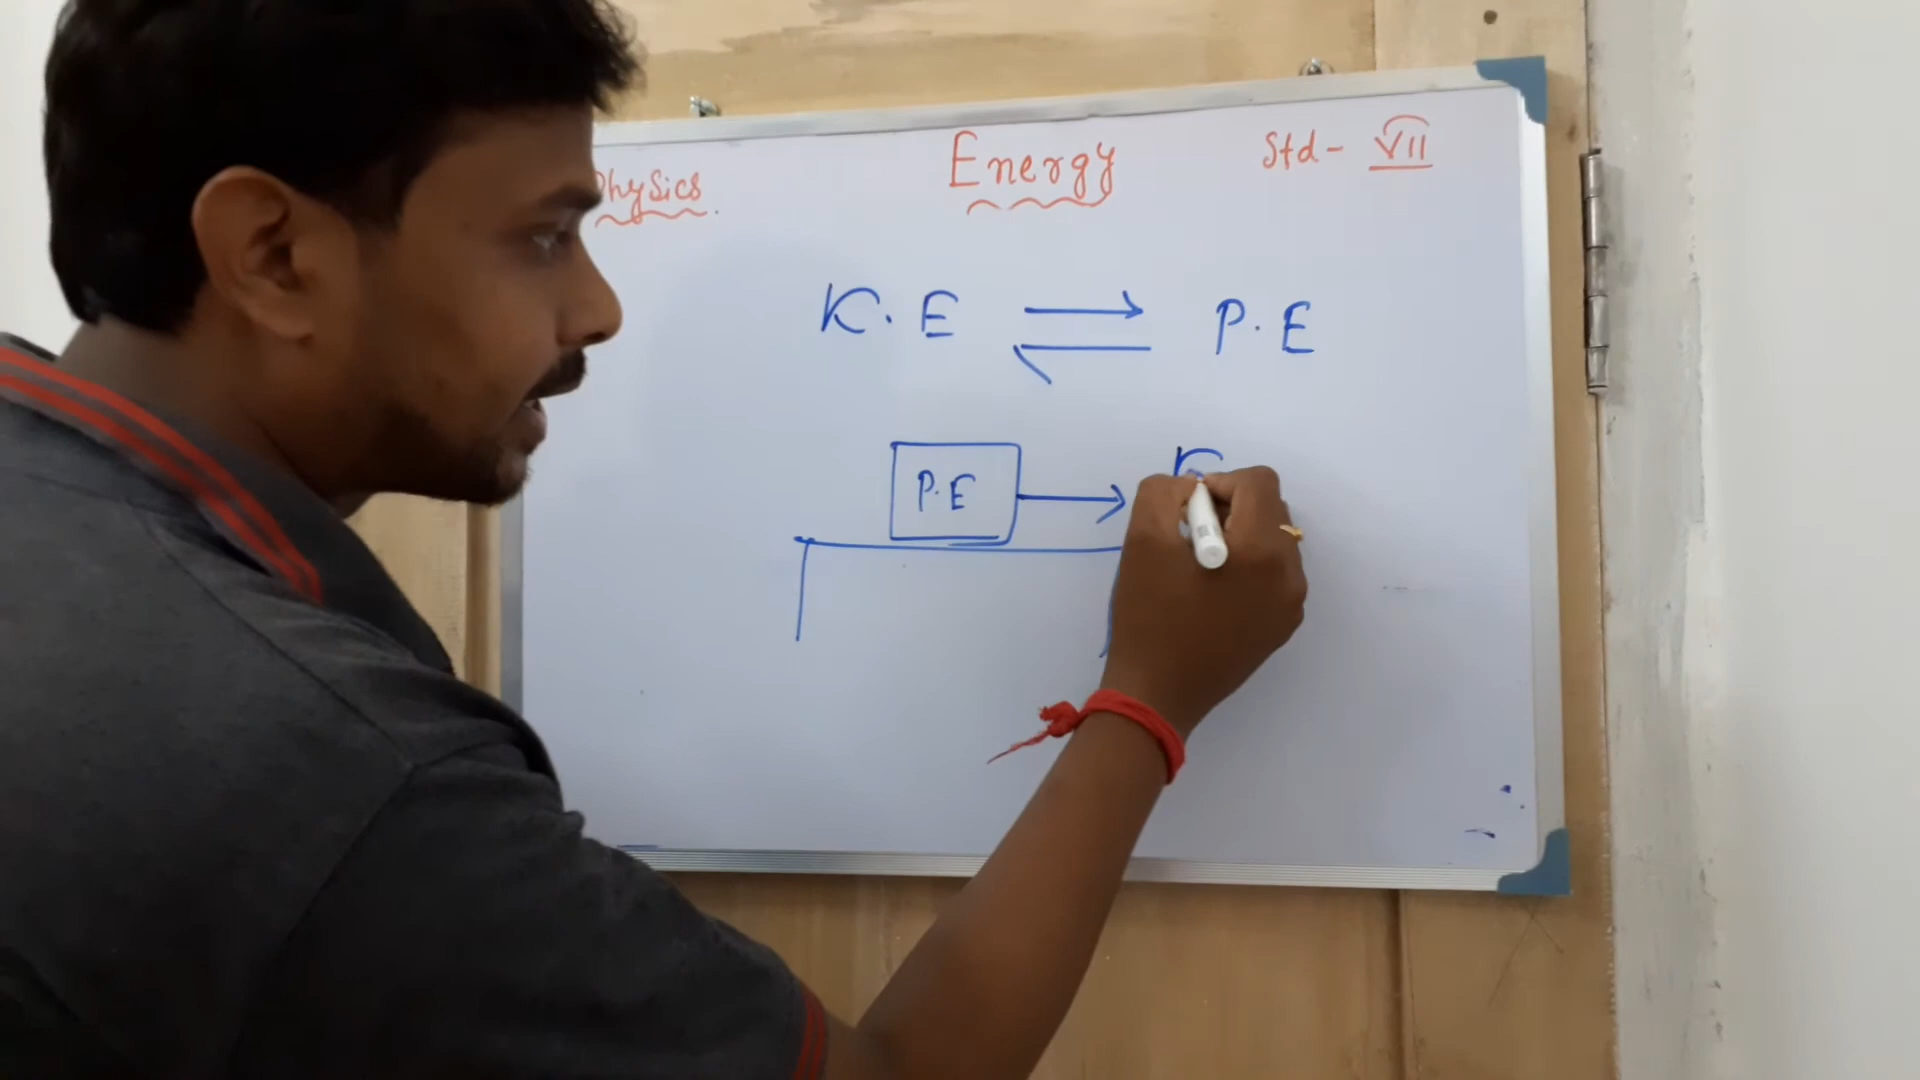 Physics.
Energy
Std- VII
K.E ⇌ P.E
P.E →